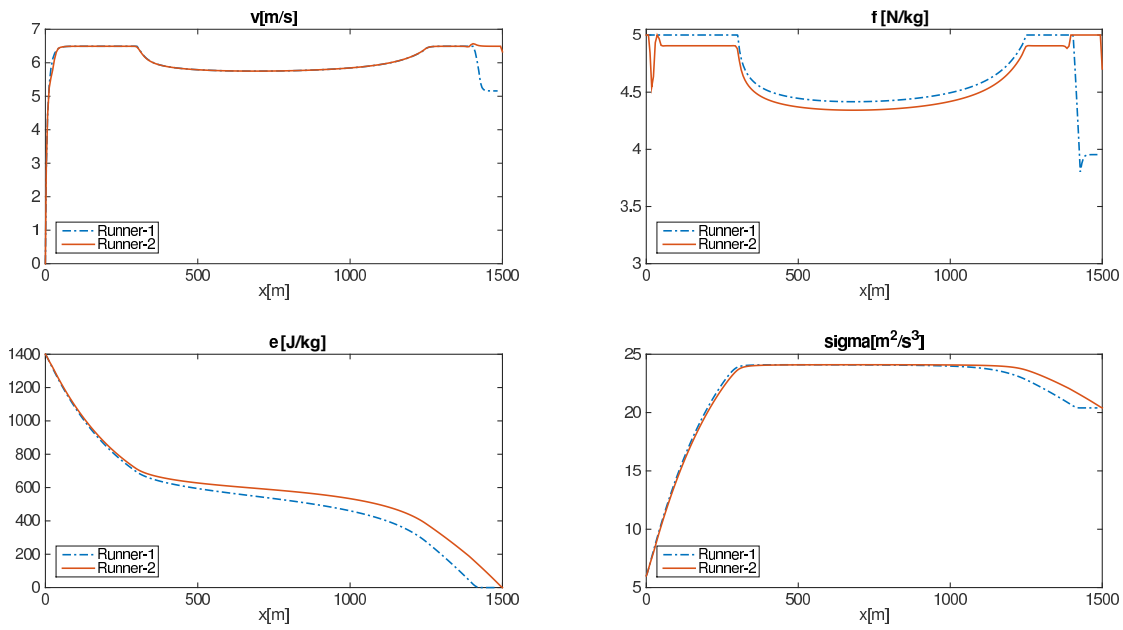 v[m/s]
7
6
5
4
3
2
1
0
Runner-1
Runner-2
0
500
1000
1500
x[m]
f [N/kg]
5
4.5
4
3.5
3
Runner-1
Runner-2
0
500
1000
1500
x[m]
e [J/kg]
1400
1200
1000
800
600
400
200
0
Runner-1
Runner-2
0
500
1000
1500
x[m]
sigma[m²/s³]
25
20
15
10
5
Runner-1
Runner-2
0
500
1000
1500
x[m]